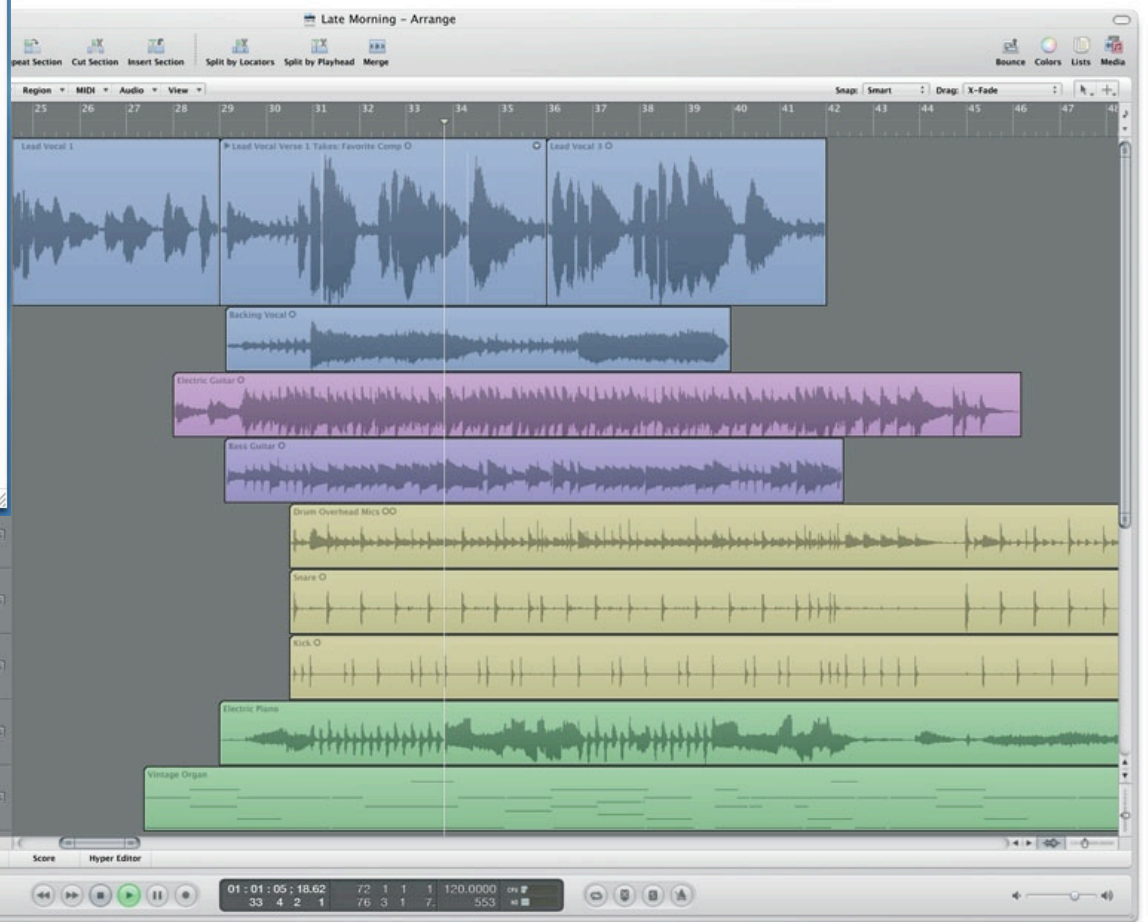 Late Morning – Arrange
peat Section Cut Section Insert Section Split by Locators Split by Playhead Merge Bounce Colors Lists Media
Region MIDI Audio View Snap: Smart Drag: X-Fade
25 26 27 28 29 30 31 32 33 34 35 36 37 38 39 40 41 42 43 44 45 46 47 48
Lead Vocal 1 Lead Vocal Verse 1 Takes: Favorite Comp Lead Vocal 3
Backing Vocal
Electric Guitar
Bass Guitar
Drum Overhead Mics
Snare
Kick
Electric Piano
Vintage Organ
Score Hyper Editor
01 : 01 : 05 ; 18.62 72 1 1 1 120.0000 CPU
33 4 2 1 76 3 1 7. 553 HD